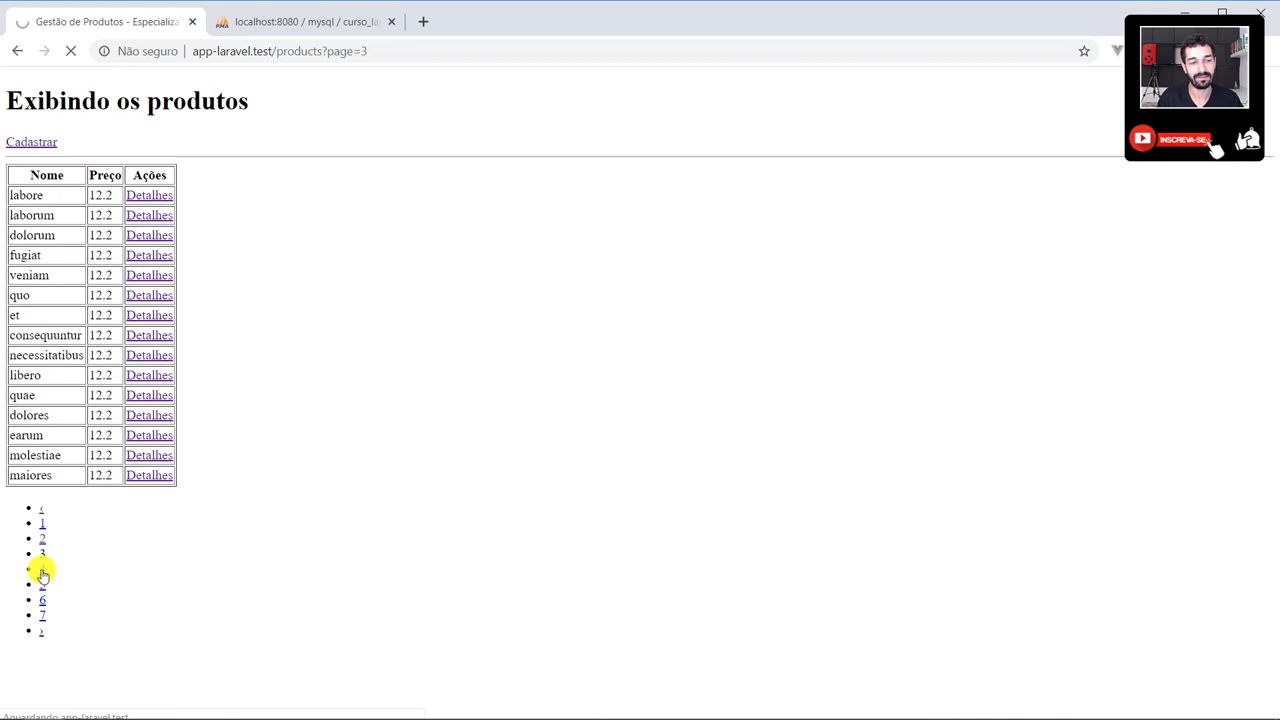 Gestão de Produtos - Especializa
localhost:8080 / mysql / curso_la
Não seguro | app-laravel.test/products?page=3
Exibindo os produtos
Cadastrar
Nome Preço Ações
labore 12.2 Detalhes
laborum 12.2 Detalhes
dolorum 12.2 Detalhes
fugiat 12.2 Detalhes
veniam 12.2 Detalhes
quo 12.2 Detalhes
et 12.2 Detalhes
consequuntur 12.2 Detalhes
necessitatibus 12.2 Detalhes
libero 12.2 Detalhes
quae 12.2 Detalhes
dolores 12.2 Detalhes
earum 12.2 Detalhes
molestiae 12.2 Detalhes
maiores 12.2 Detalhes
‹
1
2
3
6
7
›
Aguardando app-laravel.test
INSCREVA-SE